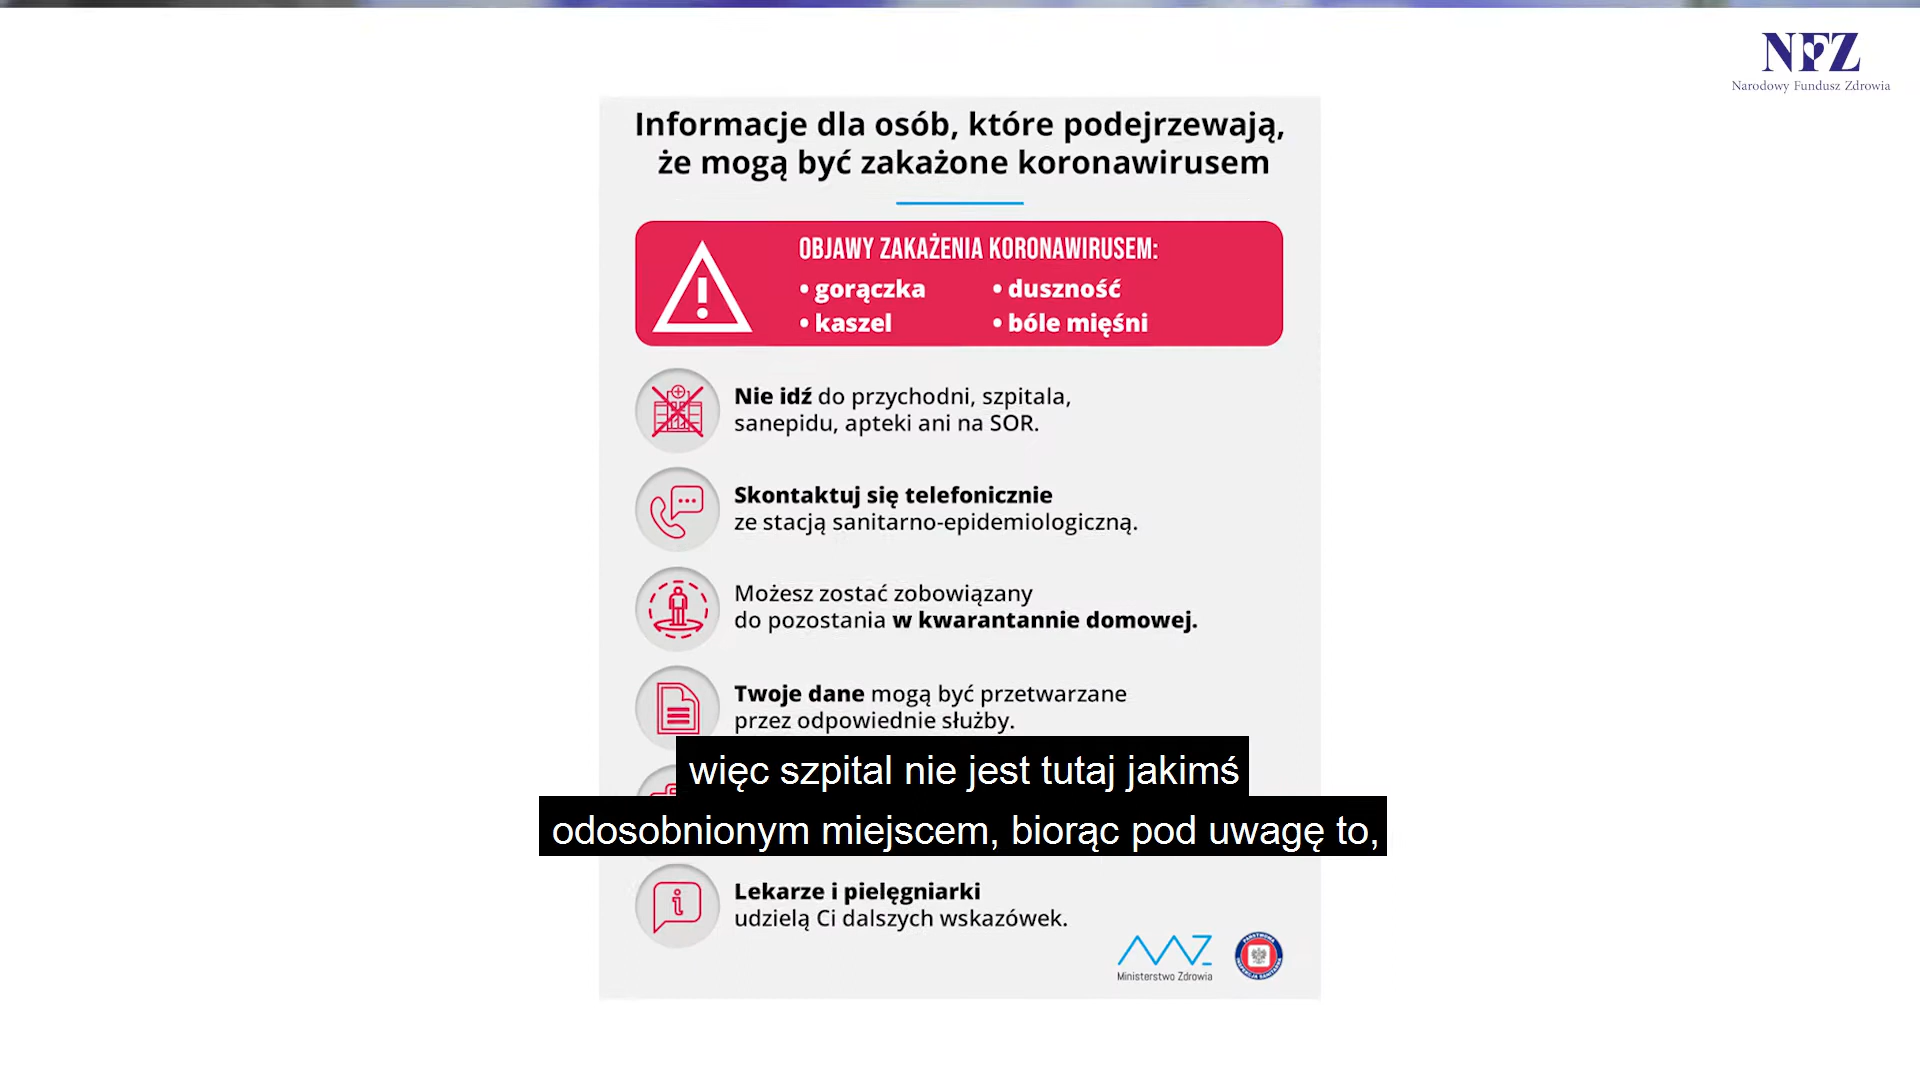 NFZ
Narodowy Fundusz Zdrowia
Informacje dla osób, które podejrzewają,
że mogą być zakażone koronawirusem
OBJAWY ZAKAŻENIA KORONAWIRUSEM:
• gorączka
• duszność
• kaszel
• bóle mięśni
Nie idź do przychodni, szpitala,
sanepidu, apteki ani na SOR.
Skontaktuj się telefonicznie
ze stacją sanitarno-epidemiologiczną.
Możesz zostać zobowiązany
do pozostania w kwarantannie domowej.
Twoje dane mogą być przetwarzane
przez odpowiednie służby.
więc szpital nie jest tutaj jakimś
odosobnionym miejscem, biorąc pod uwagę to,
Lekarze i pielęgniarki
udzielą Ci dalszych wskazówek.
MZ
Ministerstwo Zdrowia